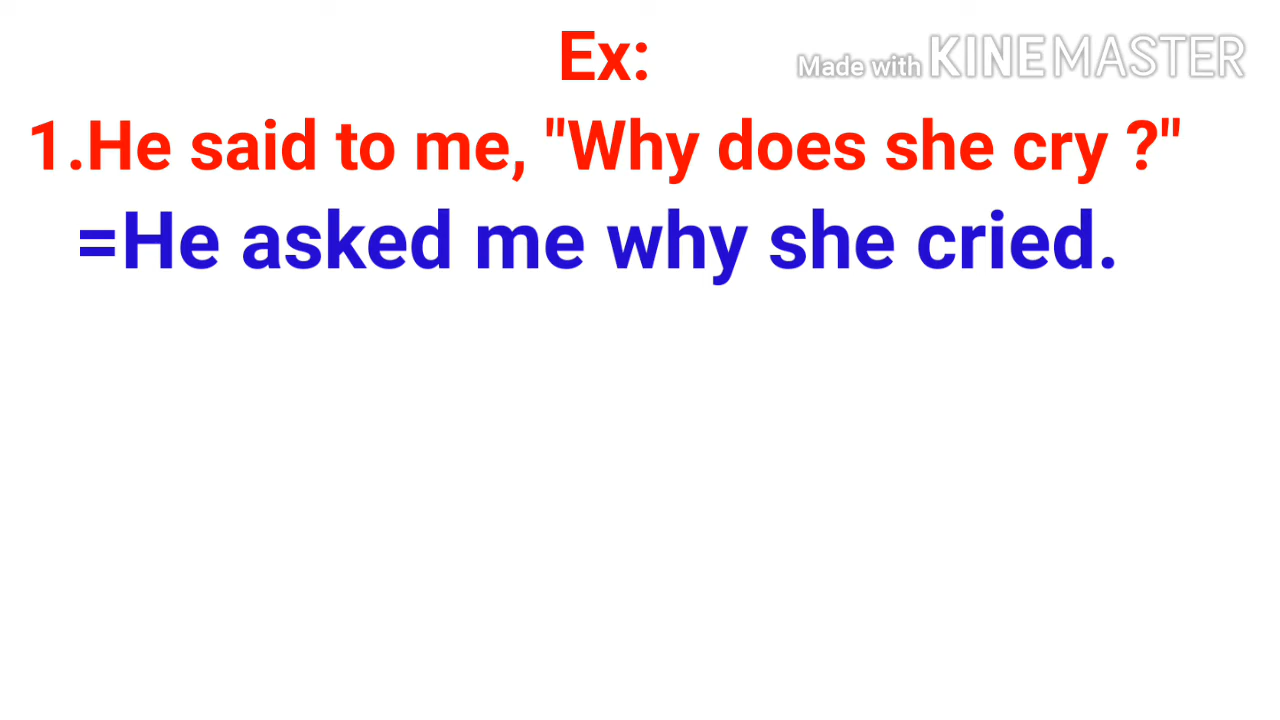 Ex:
Made with KINEMASTER
1.He said to me, "Why does she cry ?"
=He asked me why she cried.